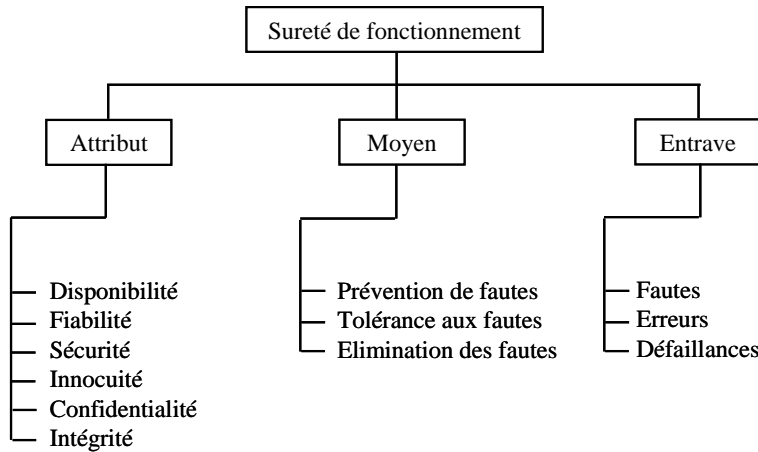 Sureté de fonctionnement
Attribut
Moyen
Entrave
Disponibilité
Fiabilité
Sécurité
Innocuité
Confidentialité
Intégrité
Prévention de fautes
Tolérance aux fautes
Elimination des fautes
Fautes
Erreurs
Défaillances